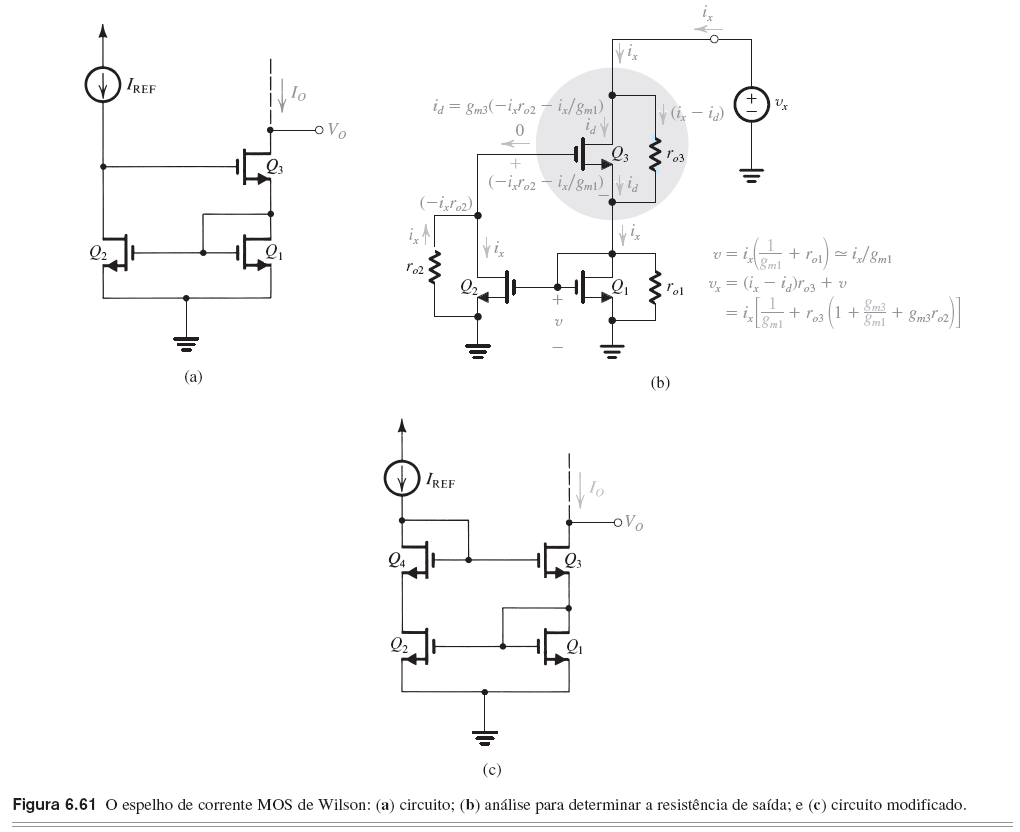 I_REF
I_O
V_O
Q_3
Q_2
Q_1
(a)
i_x
i_x
v_x
i_d = g_m3(−i_x r_o2 − i_x/g_m1)
(i_x − i_d)
0
i_d
+
−
Q_3
r_o3
+
(−i_x r_o2 − i_x/g_m1)
−
i_d
(−i_x r_o2)
i_x
i_x
i_x
r_o2
Q_2
Q_1
r_o1
+
v
−
v = i_x(1/g_m1 + r_o1) ≃ i_x/g_m1
v_x = (i_x − i_d)r_o3 + v
= i_x[1/g_m1 + r_o3(1 + g_m3/g_m1 + g_m3 r_o2)]
(b)
I_REF
I_O
V_O
Q_4
Q_3
Q_2
Q_1
(c)
Figura 6.61 O espelho de corrente MOS de Wilson: (a) circuito; (b) análise para determinar a resistência de saída; e (c) circuito modificado.